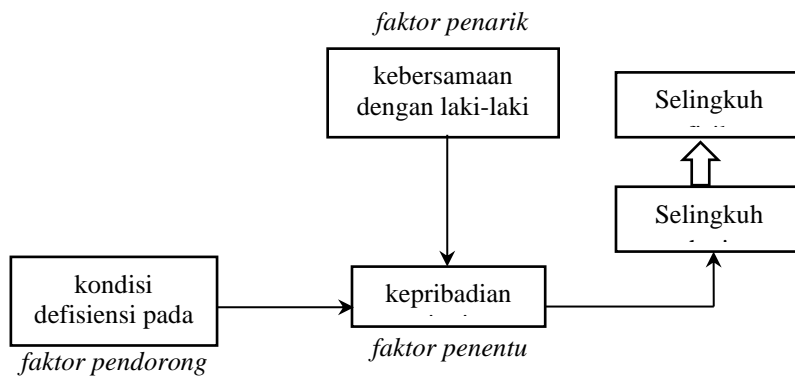 faktor penarik
kebersamaan
dengan laki-laki
Selingkuh
Selingkuh
kondisi
defisiensi pada
faktor pendorong
kepribadian
faktor penentu